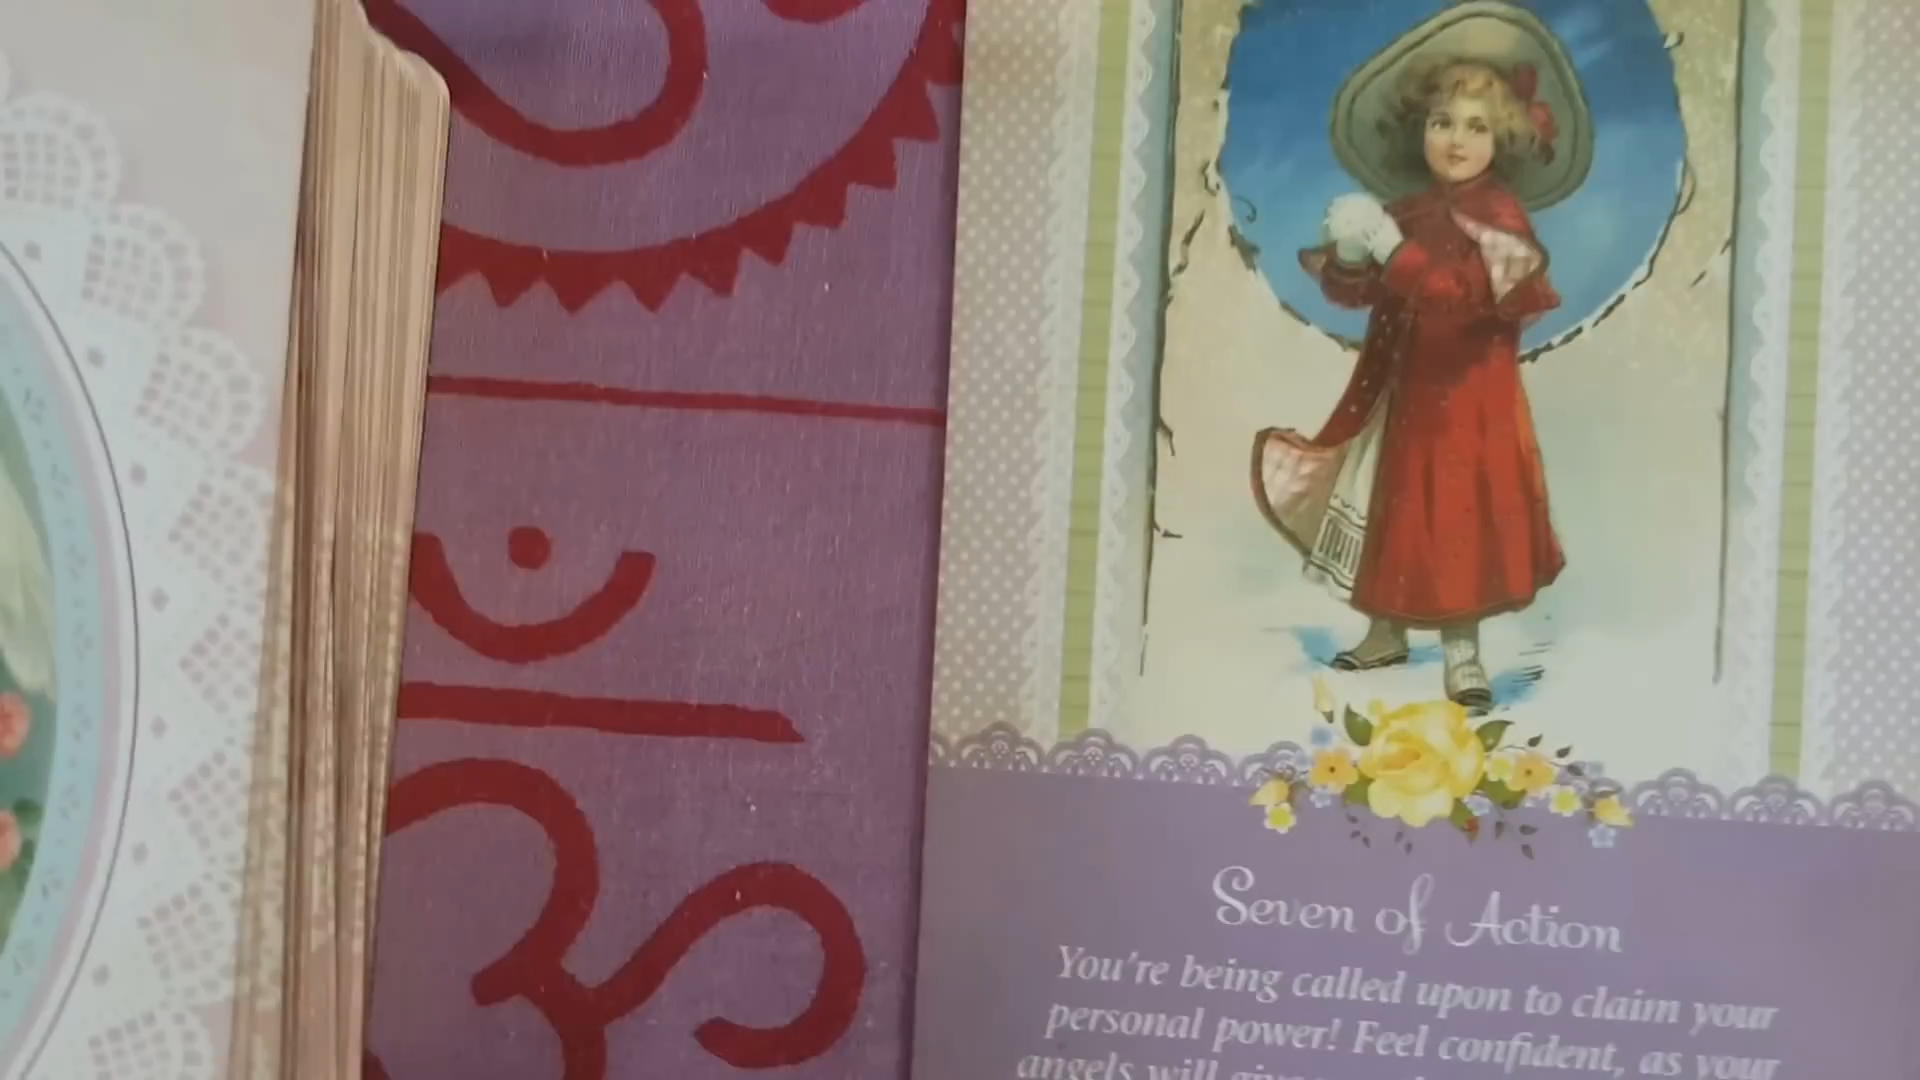 Seven of Action
You're being called upon to claim your
personal power! Feel confident, as your
angels will